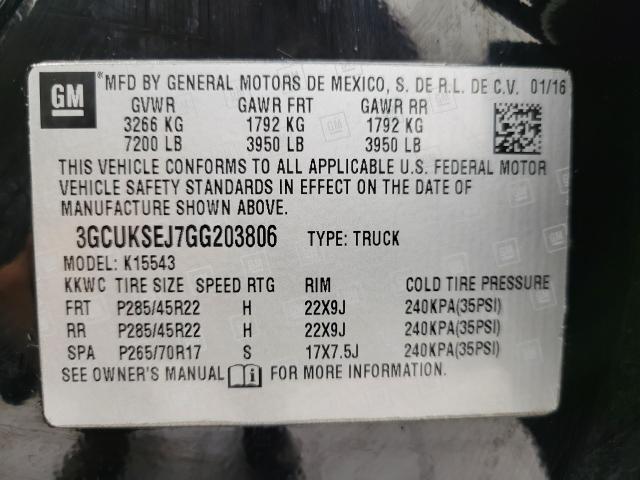 GM ®MFD BY GENERAL MOTORS DE MEXICO, S. DE R.L. DE C.V. 01/16
GVWR GAWR FRT GAWR RR
3266 KG 1792 KG 1792 KG
7200 LB 3950 LB 3950 LB
THIS VEHICLE CONFORMS TO ALL APPLICABLE U.S. FEDERAL MOTOR
VEHICLE SAFETY STANDARDS IN EFFECT ON THE DATE OF
MANUFACTURE SHOWN ABOVE.
3GCUKSEJ7GG203806 TYPE: TRUCK
MODEL: K15543
KKWC TIRE SIZE SPEED RTG RIM COLD TIRE PRESSURE
FRT P285/45R22 H 22X9J 240KPA(35PSI)
RR P285/45R22 H 22X9J 240KPA(35PSI)
SPA P265/70R17 S 17X7.5J 240KPA(35PSI)
SEE OWNER'S MANUAL FOR MORE INFORMATION.